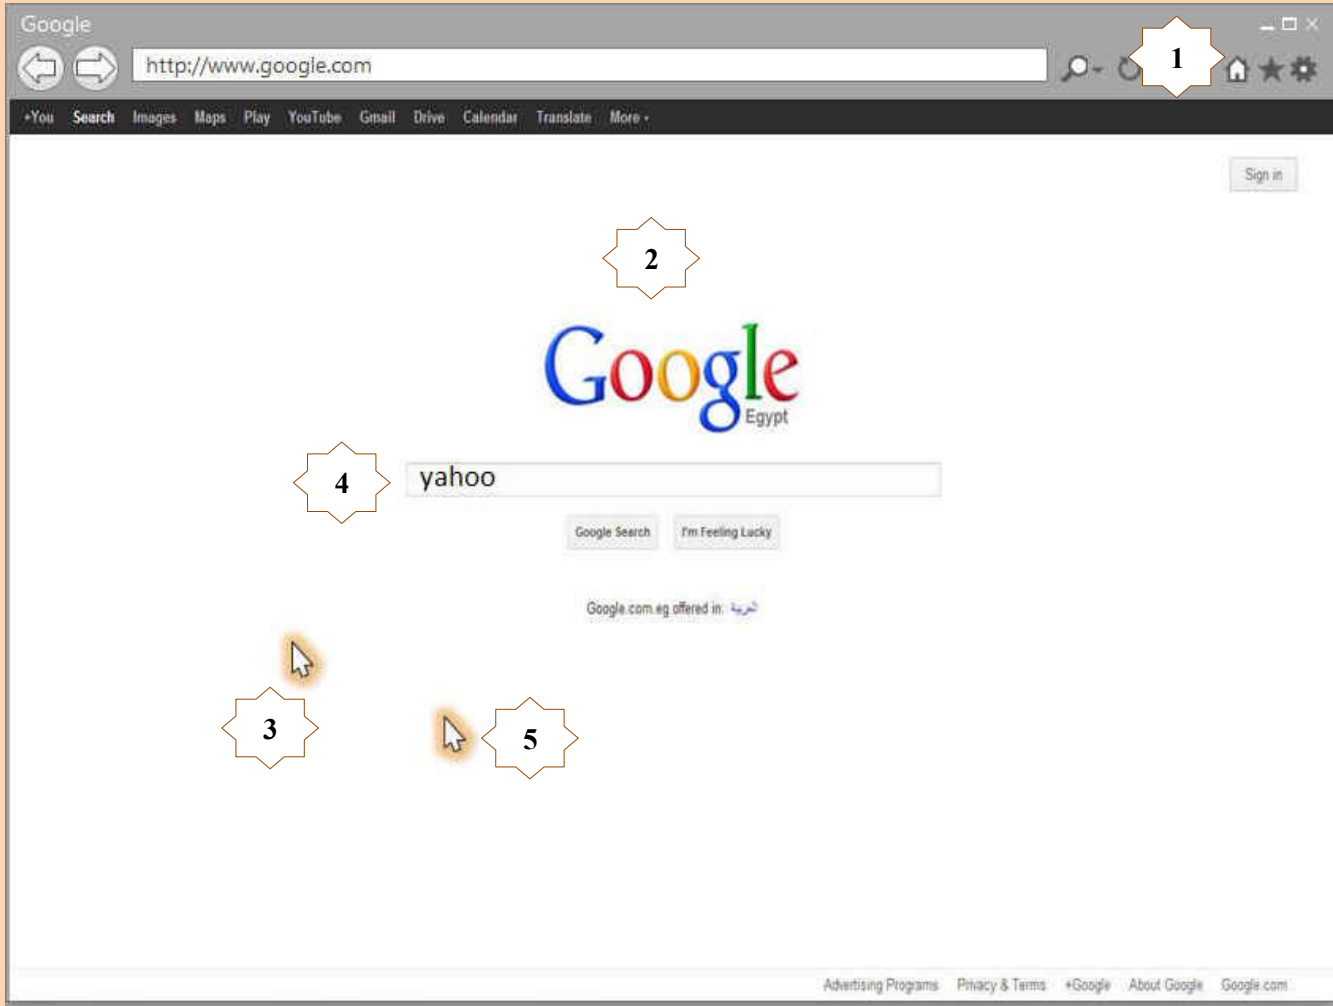 Google
http://www.google.com
1
+You Search Images Maps Play YouTube Gmail Drive Calendar Translate More
Sign in
2
Google
Egypt
4
yahoo
Google Search I'm Feeling Lucky
Google.com.eg offered in: العربية
3
5
Advertising Programs Privacy & Terms +Google About Google Google.com